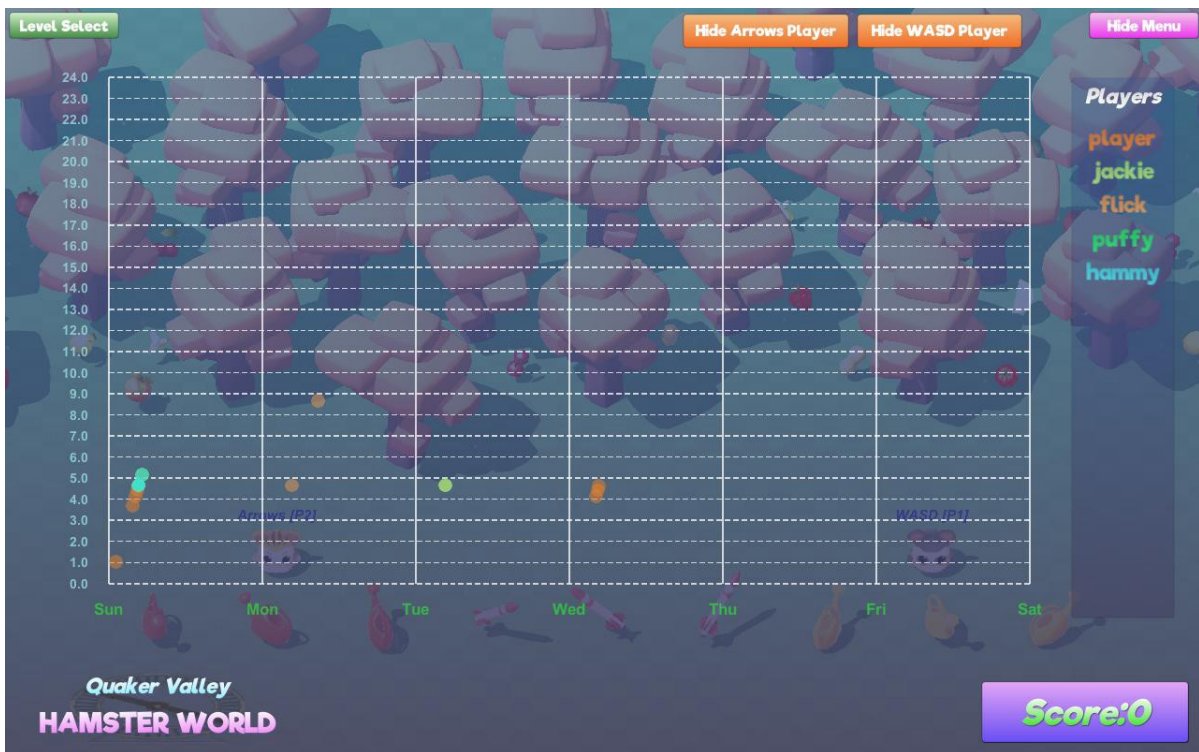 Level Select
Hide Arrows Player
Hide WASD Player
Hide Menu
24.0
23.0
22.0
21.0
20.0
19.0
18.0
17.0
16.0
15.0
14.0
13.0
12.0
11.0
10.0
9.0
8.0
7.0
6.0
5.0
4.0
3.0
2.0
1.0
0.0
Players
player
jackie
flick
puffy
hammy
Arrows [P2]
WASD [P1]
Sun Mon Tue Wed Thu Fri Sat
Quaker Valley
HAMSTER WORLD
Score:0